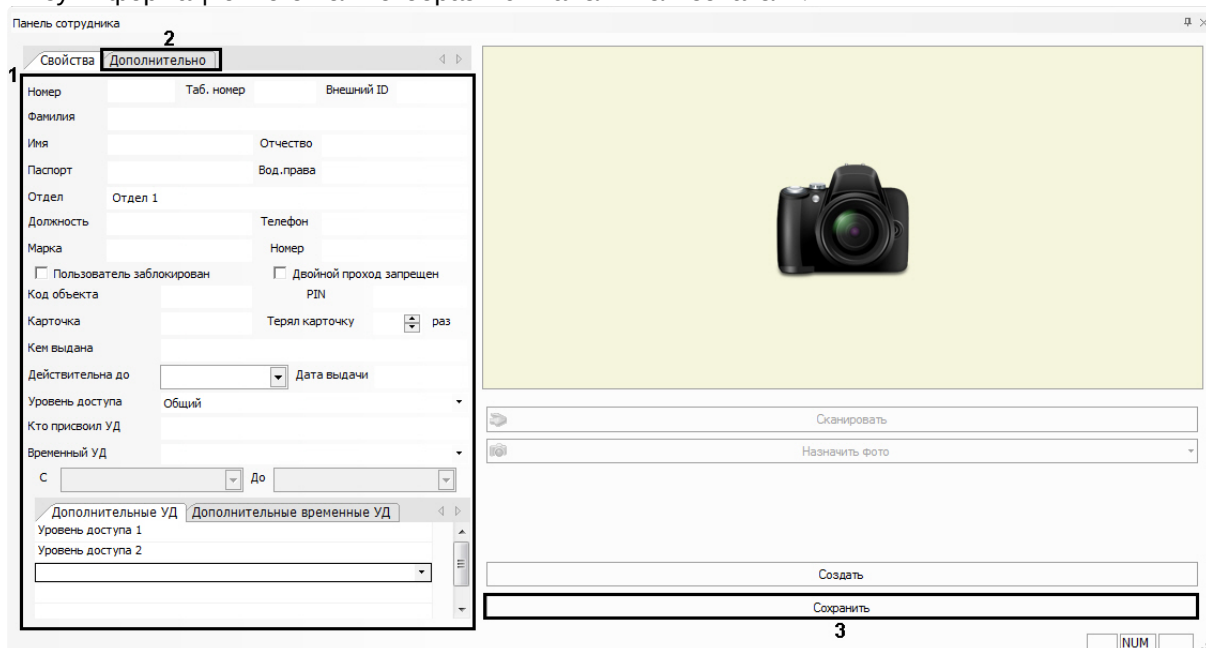 Панель сотрудника
2
Свойства Дополнительно
1
Номер Таб. номер Внешний ID
Фамилия
Имя Отчество
Паспорт Вод.права
Отдел Отдел 1
Должность Телефон
Марка Номер
Пользователь заблокирован Двойной проход запрещен
Код объекта PIN
Карточка Терял карточку раз
Кем выдана
Действительна до Дата выдачи
Уровень доступа Общий
Кто присвоил УД
Временный УД
С До
Дополнительные УД Дополнительные временные УД
Уровень доступа 1
Уровень доступа 2
Сканировать
Назначить фото
Создать
Сохранить
3
NUM